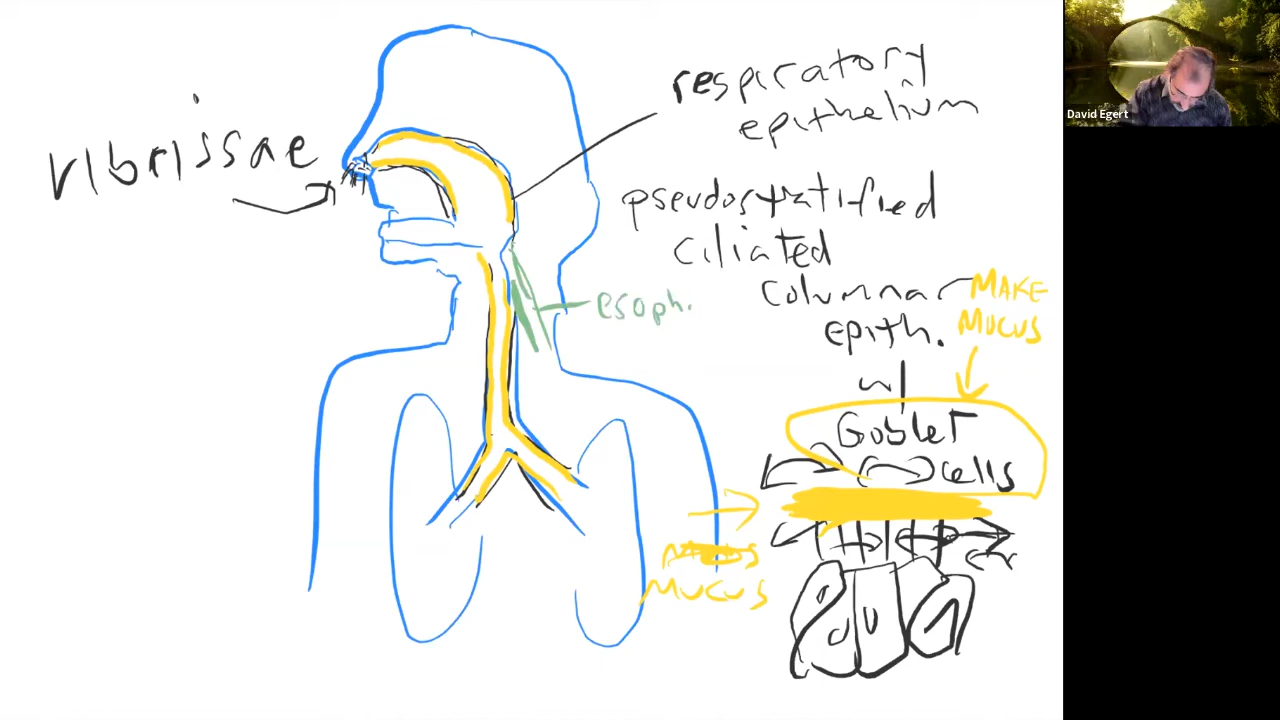 vibrissae
respiratory
epithelium
pseudostratified
ciliated
columnar
epith.
w/
Goblet
cells
MAKE
MUCUS
esoph.
MUCUS
David Egert